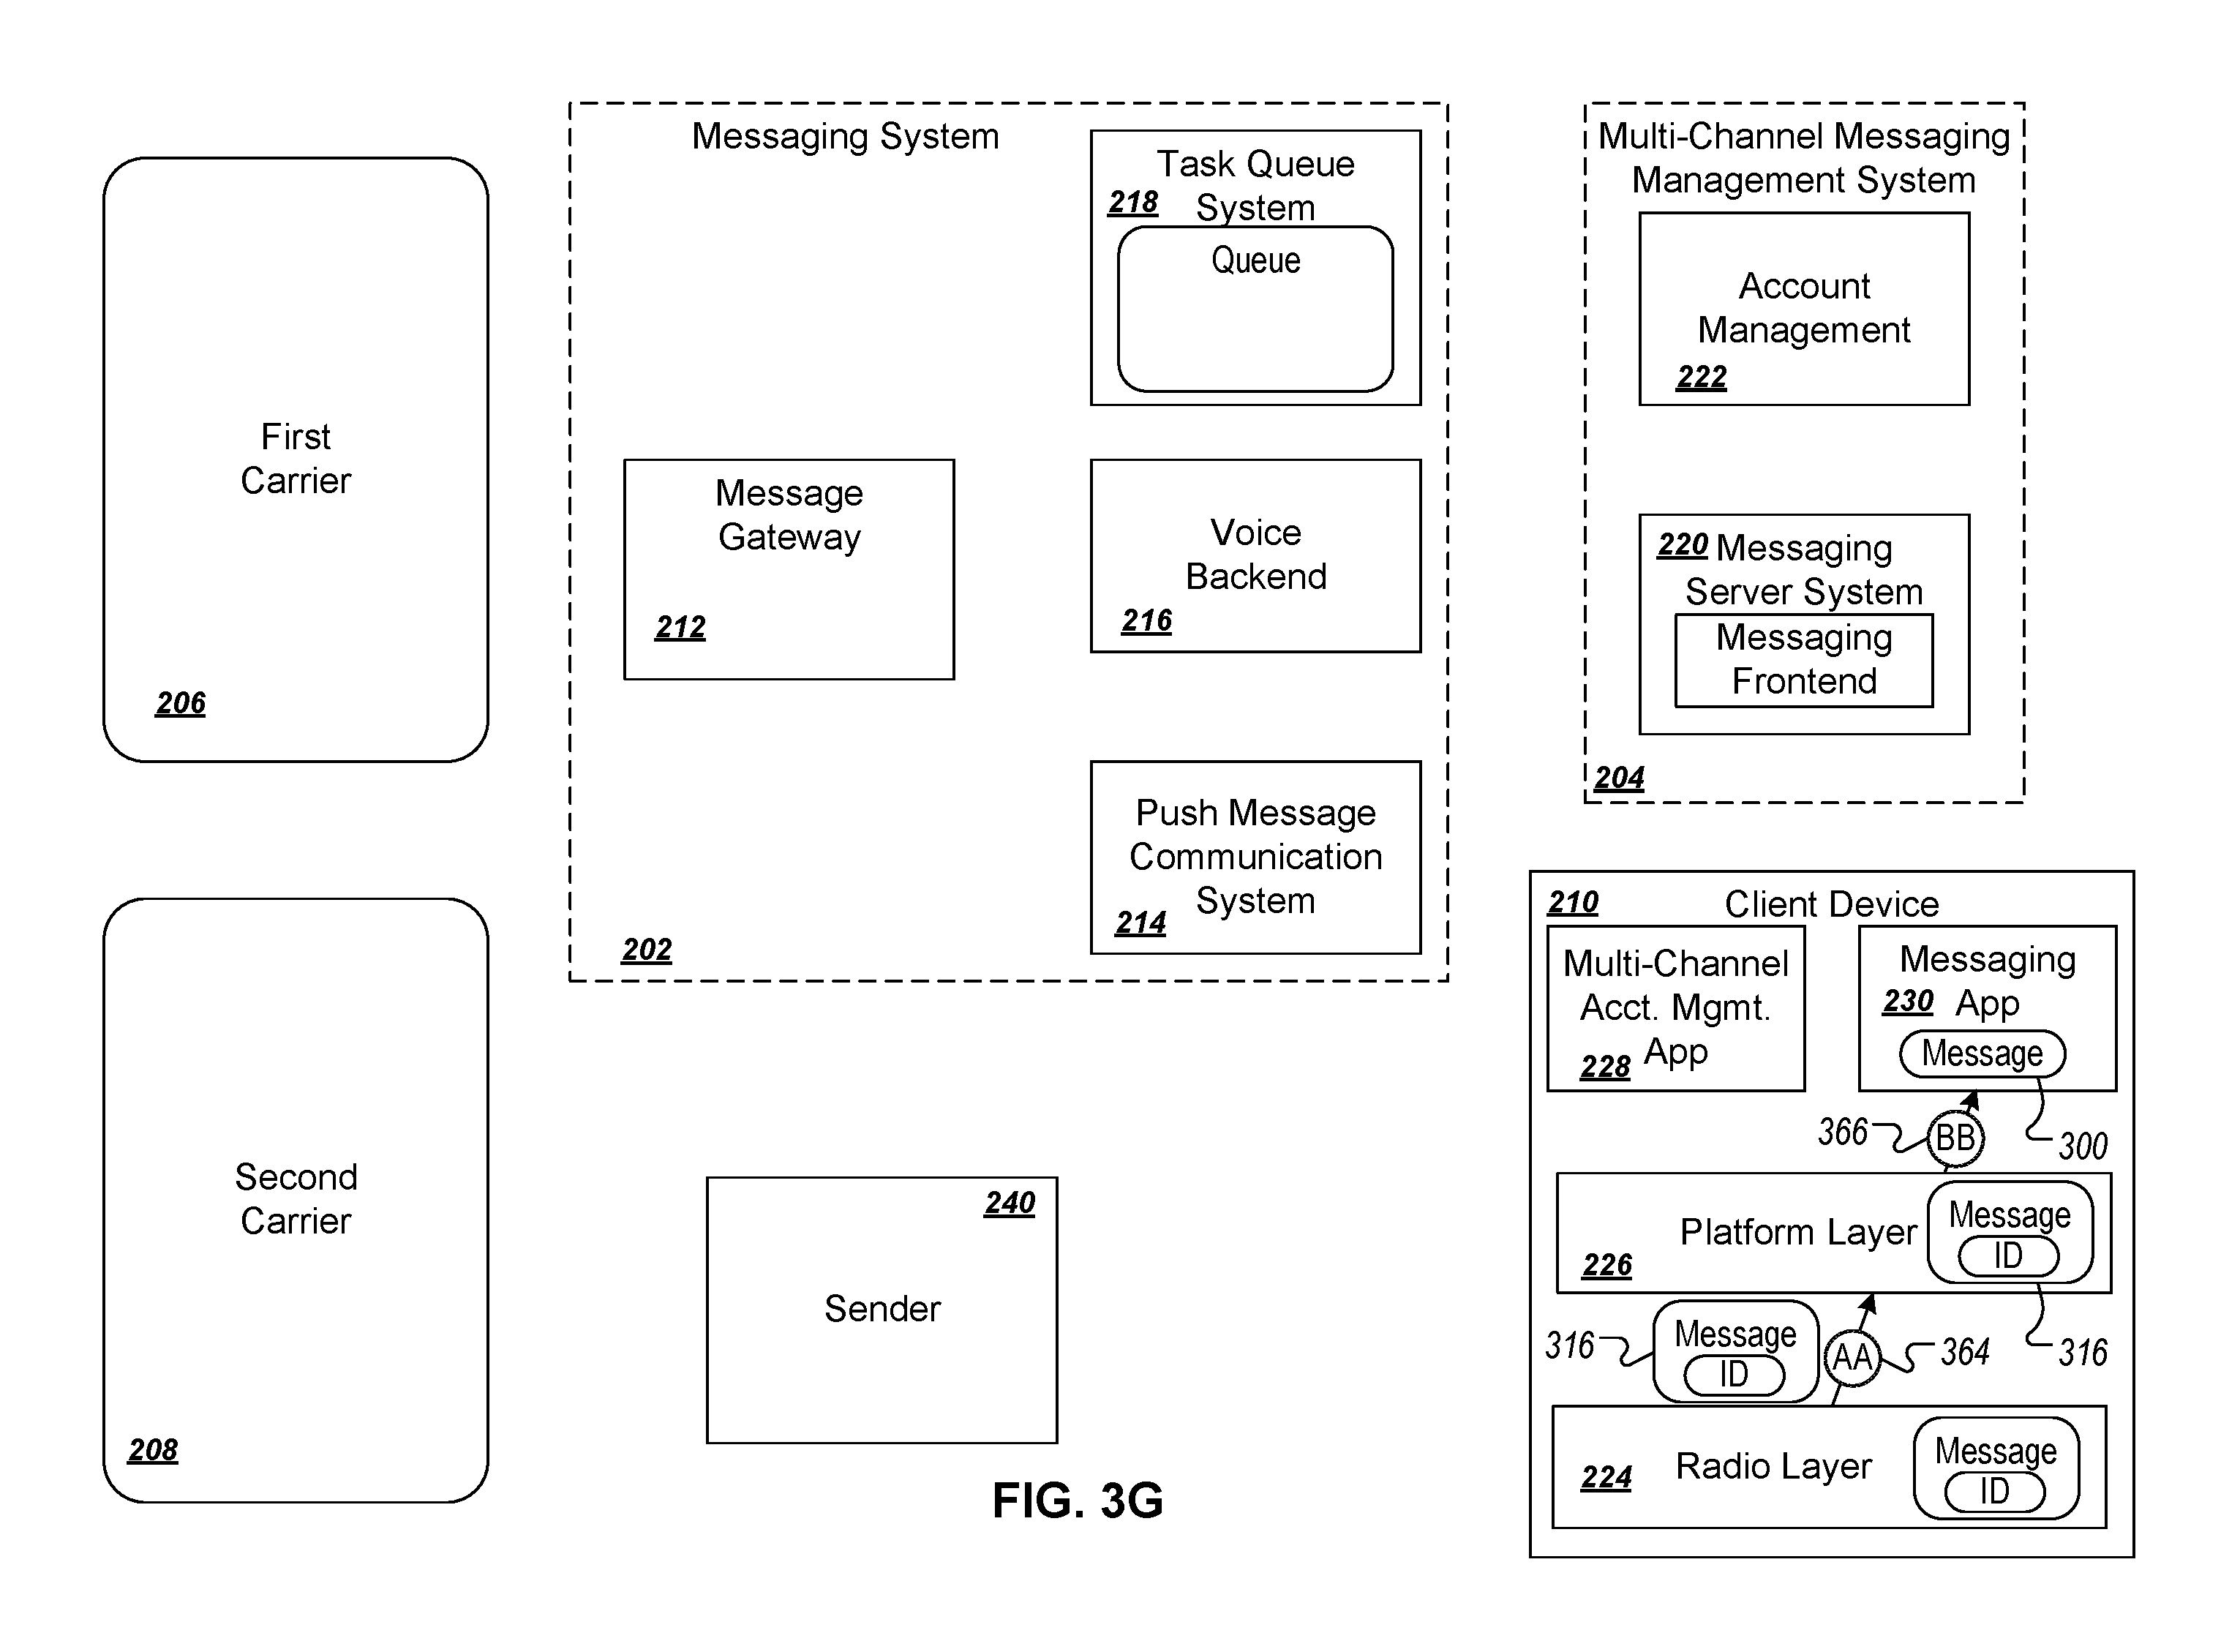 First
Carrier
206
Second
Carrier
208
Messaging System
Task Queue
218
System
Queue
Message
Gateway
212
Voice
Backend
216
Push Message
Communication
System
214
202
Multi-Channel Messaging
Management System
Account
Management
222
220 Messaging
Server System
Messaging
Frontend
204
Sender
240
210 Client Device
Multi-Channel
Acct. Mgmt.
App
228
Messaging
230 App
Message
366
BB
300
Platform Layer
226
Message
ID
316
Message
ID
AA
364
316
Radio Layer
224
Message
ID
FIG. 3G